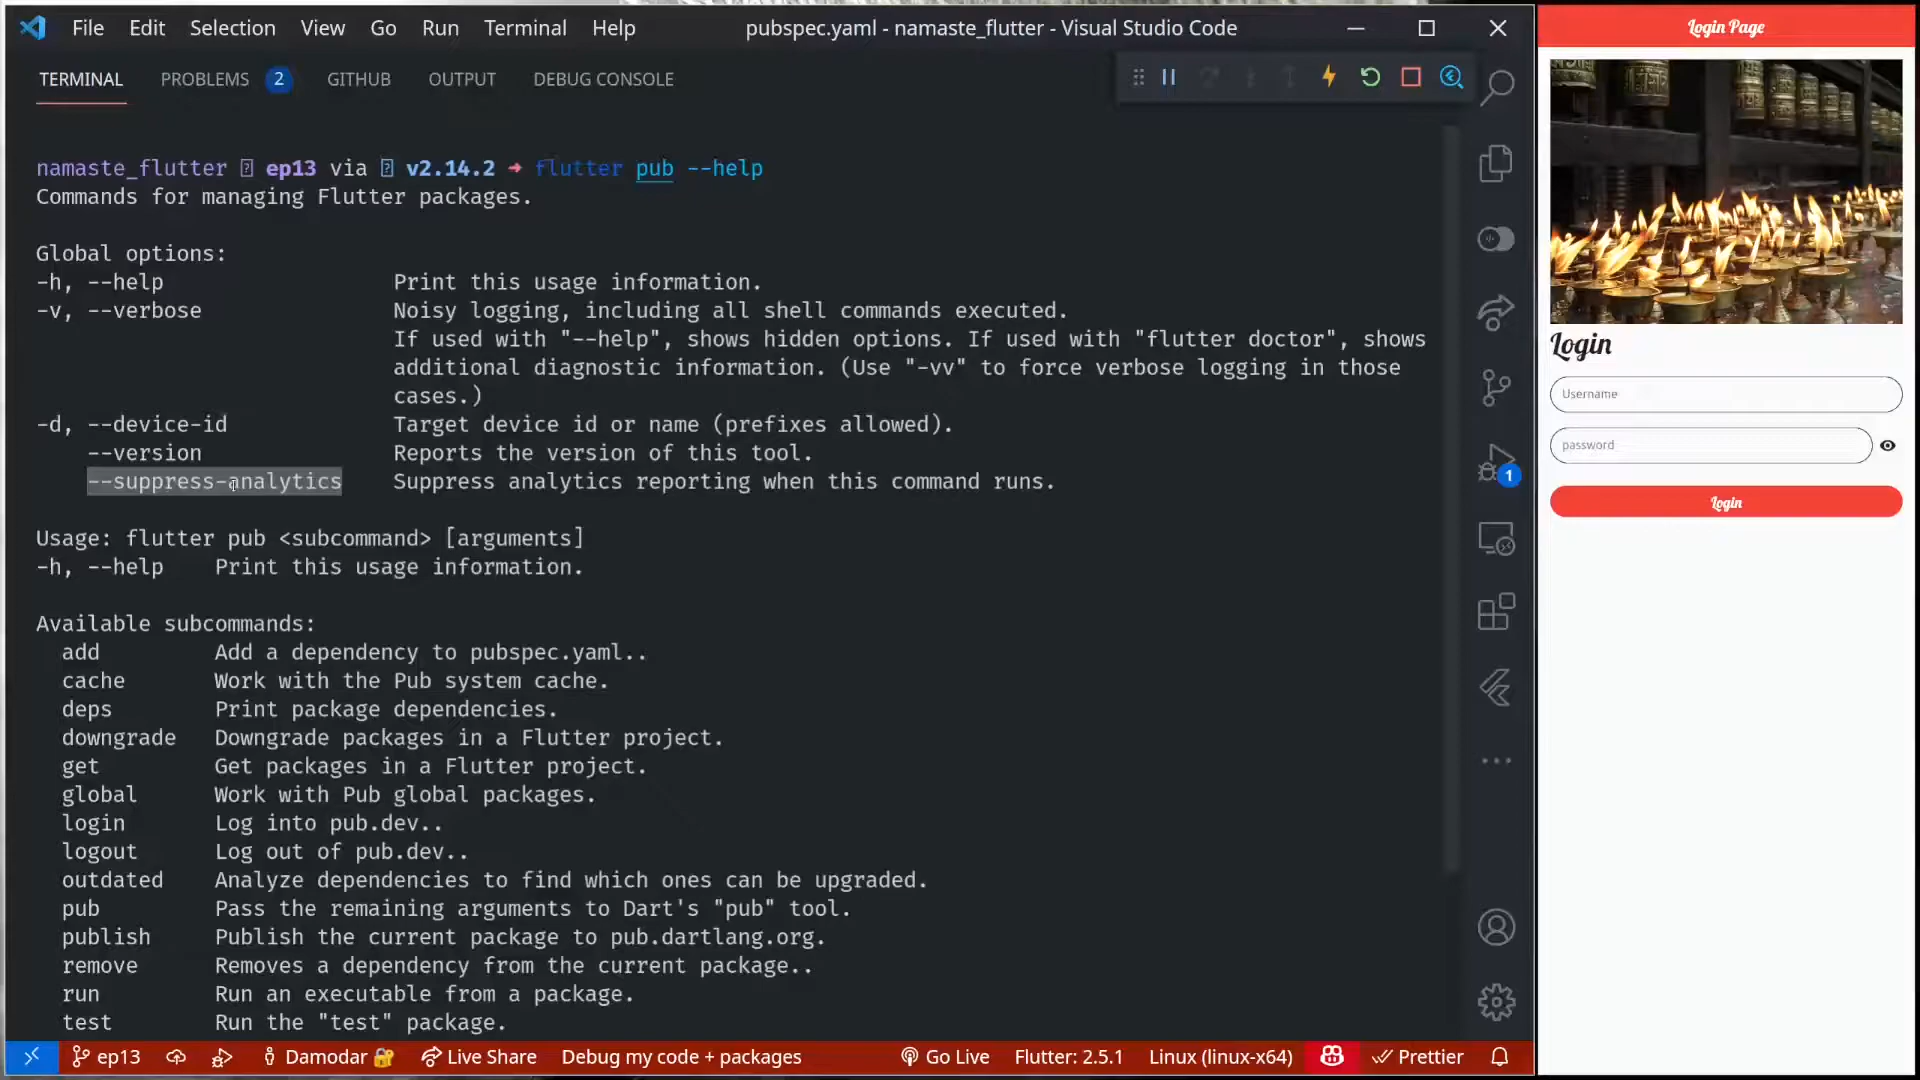 File Edit Selection View Go Run Terminal Help pubspec.yaml - namaste_flutter - Visual Studio Code
TERMINAL PROBLEMS 2 GITHUB OUTPUT DEBUG CONSOLE
namaste_flutter ep13 via v2.14.2 → flutter pub --help
Commands for managing Flutter packages.
Global options:
-h, --help Print this usage information.
-v, --verbose Noisy logging, including all shell commands executed.
If used with "--help", shows hidden options. If used with "flutter doctor", shows
additional diagnostic information. (Use "-vv" to force verbose logging in those
cases.)
-d, --device-id Target device id or name (prefixes allowed).
--version Reports the version of this tool.
--suppress-analytics Suppress analytics reporting when this command runs.
Usage: flutter pub <subcommand> [arguments]
-h, --help Print this usage information.
Available subcommands:
add Add a dependency to pubspec.yaml..
cache Work with the Pub system cache.
deps Print package dependencies.
downgrade Downgrade packages in a Flutter project.
get Get packages in a Flutter project.
global Work with Pub global packages.
login Log into pub.dev..
logout Log out of pub.dev..
outdated Analyze dependencies to find which ones can be upgraded.
pub Pass the remaining arguments to Dart's "pub" tool.
publish Publish the current package to pub.dartlang.org.
remove Removes a dependency from the current package..
run Run an executable from a package.
test Run the "test" package.
1
ep13 Damodar Live Share Debug my code + packages Go Live Flutter: 2.5.1 Linux (linux-x64) Prettier
Login Page
Login
Username
password
Login